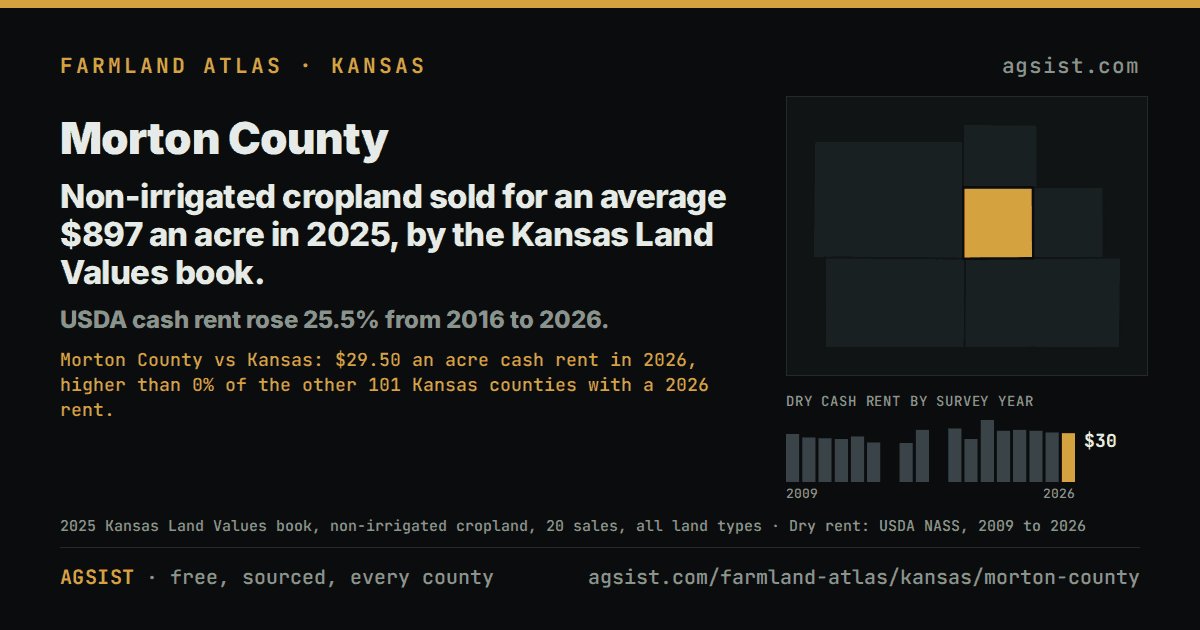 FARMLAND ATLAS · KANSAS
agsist.com
Morton County
Non-irrigated cropland sold for an average
$897 an acre in 2025, by the Kansas Land
Values book.
USDA cash rent rose 25.5% from 2016 to 2026.
Morton County vs Kansas: $29.50 an acre cash rent in 2026,
higher than 0% of the other 101 Kansas counties with a 2026
rent.
DRY CASH RENT BY SURVEY YEAR
$30
2009 2026
2025 Kansas Land Values book, non-irrigated cropland, 20 sales, all land types · Dry rent: USDA NASS, 2009 to 2026
AGSIST · free, sourced, every county
agsist.com/farmland-atlas/kansas/morton-county